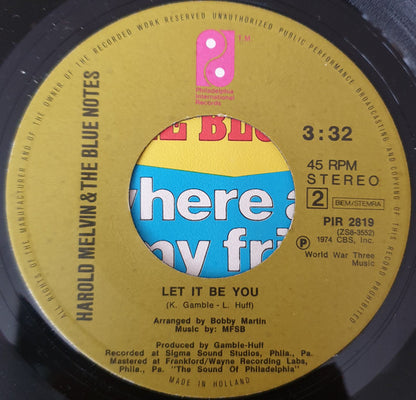 UNAUTHORIZED PUBLIC PERFORMANCE BROADCASTING AND COPYING OF THIS RECORD PROHIBITED
ALL RIGHTS OF THE MANUFACTURER AND OF THE OWNER OF THE RECORDED WORK RESERVED
T.M.
Philadelphia
International
Records
HAROLD MELVIN & THE BLUE NOTES
3:32
45 RPM
STEREO
2 BIEM/STEMRA
PIR 2819
(ZS8-3552)
P 1974 CBS, Inc.
World War Three
Music
E BLU
here a
my fri
LET IT BE YOU
(K. Gamble - L. Huff)
Arranged by Bobby Martin
Music by: MFSB
Produced by Gamble-Huff
Recorded at Sigma Sound Studios, Phila., Pa.
Mastered at Frankford/Wayne Recording Labs,
Phila., Pa. "The Sound Of Philadelphia"
MADE IN HOLLAND